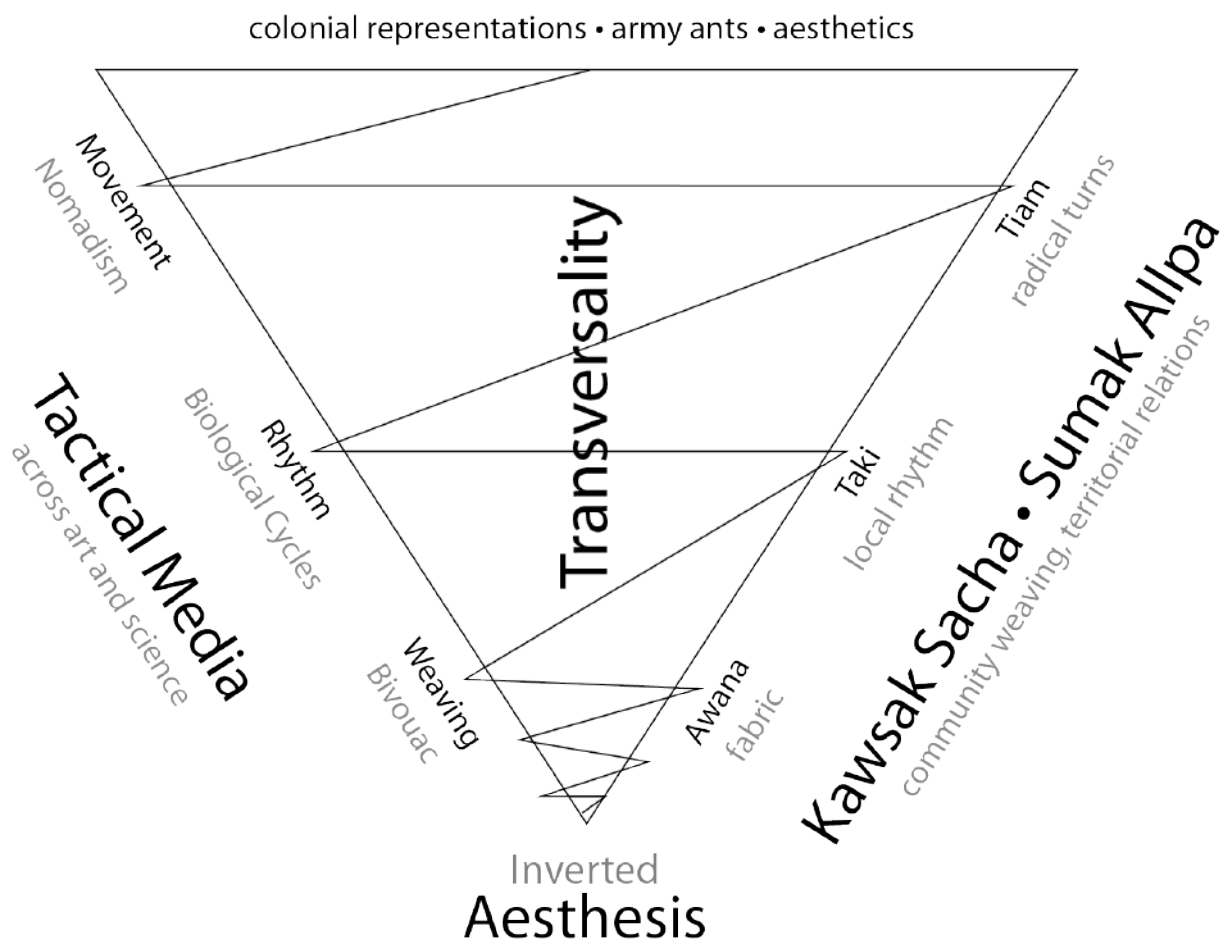 colonial representations • army ants • aesthetics
Movement
Nomadism
Tiam
radical turns
Transversality
Rhythm
Biological Cycles
Taki
local rhythm
Tactical Media
across art and science
Kawsak Sacha • Sumak Allpa
community weaving, territorial relations
Weaving
Bivouac
Awana
fabric
Inverted
Aesthesis